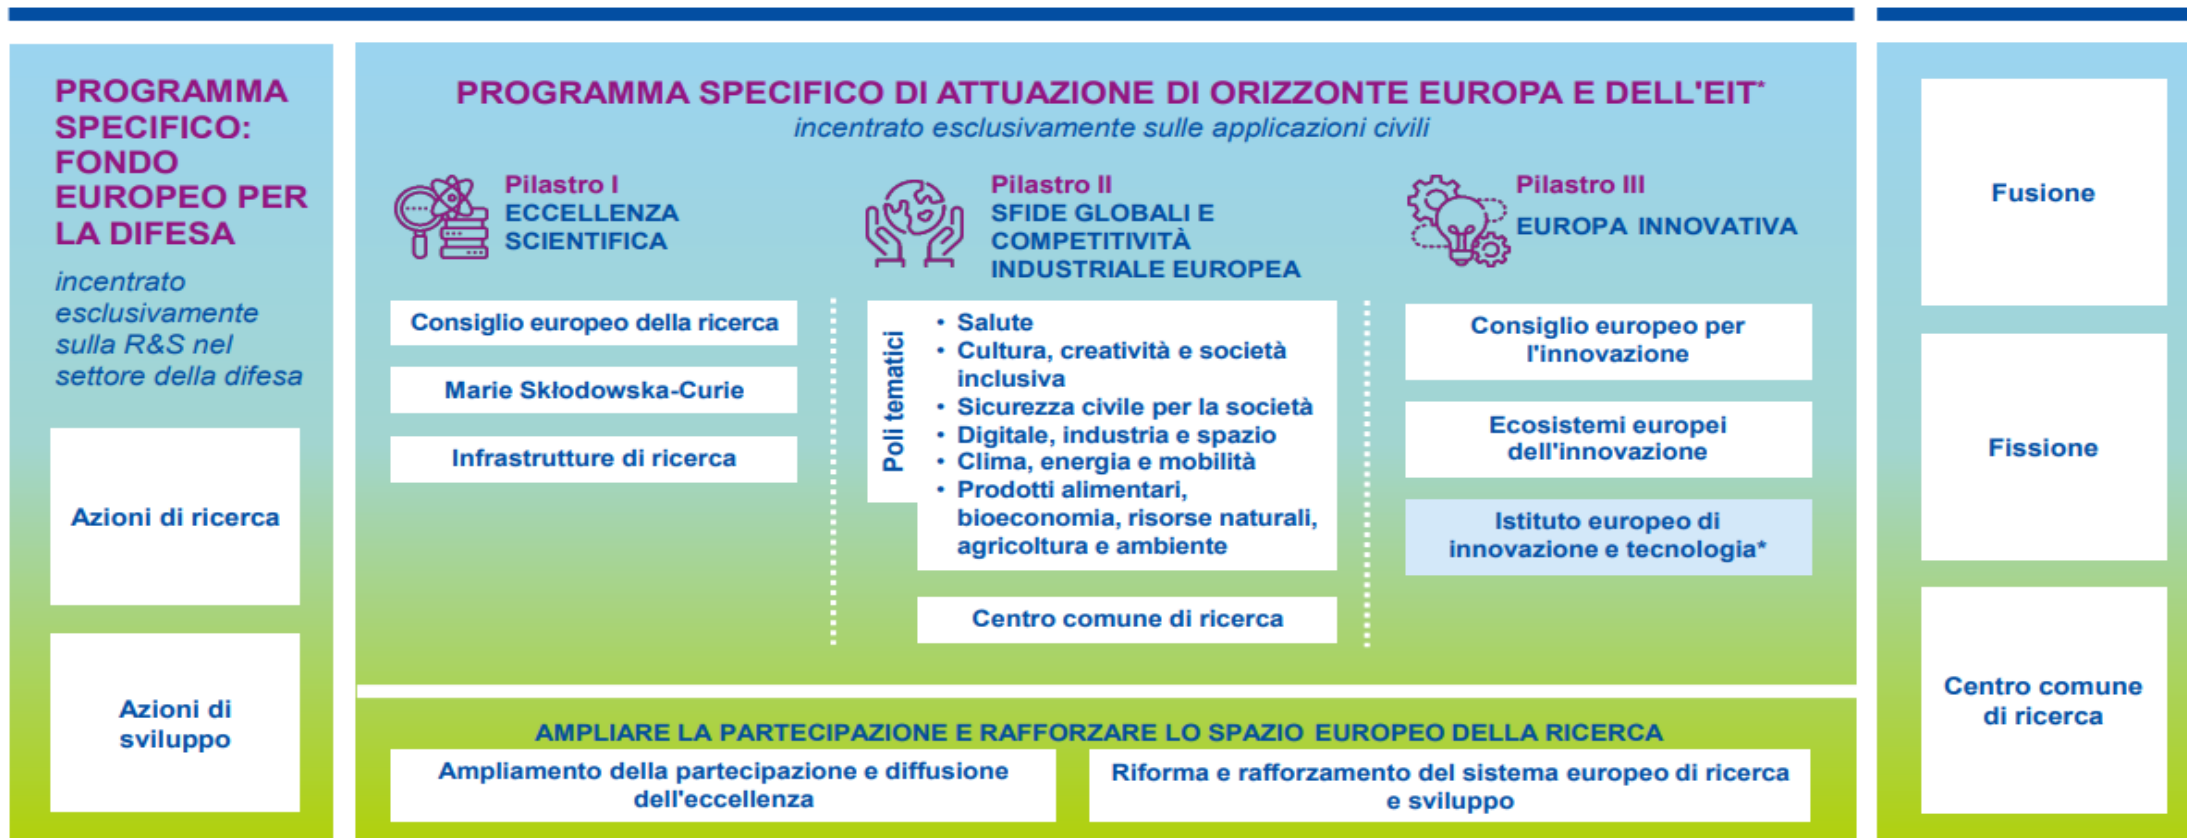 PROGRAMMA
SPECIFICO:
FONDO
EUROPEO PER
LA DIFESA
incentrato
esclusivamente
sulla R&S nel
settore della difesa
Azioni di ricerca
Azioni di
sviluppo
PROGRAMMA SPECIFICO DI ATTUAZIONE DI ORIZZONTE EUROPA E DELL'EIT*
incentrato esclusivamente sulle applicazioni civili
Pilastro I
ECCELLENZA
SCIENTIFICA
Consiglio europeo della ricerca
Marie Skłodowska-Curie
Infrastrutture di ricerca
Pilastro II
SFIDE GLOBALI E
COMPETITIVITÀ
INDUSTRIALE EUROPEA
Poli tematici
• Salute
• Cultura, creatività e società
inclusiva
• Sicurezza civile per la società
• Digitale, industria e spazio
• Clima, energia e mobilità
• Prodotti alimentari,
bioeconomia, risorse naturali,
agricoltura e ambiente
Centro comune di ricerca
Pilastro III
EUROPA INNOVATIVA
Consiglio europeo per
l'innovazione
Ecosistemi europei
dell'innovazione
Istituto europeo di
innovazione e tecnologia*
AMPLIARE LA PARTECIPAZIONE E RAFFORZARE LO SPAZIO EUROPEO DELLA RICERCA
Ampliamento della partecipazione e diffusione
dell'eccellenza
Riforma e rafforzamento del sistema europeo di ricerca
e sviluppo
Fusione
Fissione
Centro comune
di ricerca